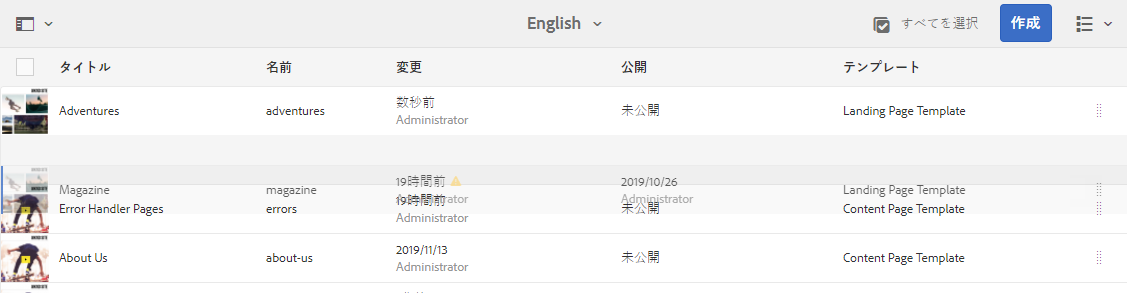 English
すべてを選択
作成
タイトル 名前 変更 公開 テンプレート
Adventures adventures 数秒前 未公開 Landing Page Template
Administrator
Magazine magazine 19時間前 2019/10/26 Landing Page Template
Administrator Administrator
Error Handler Pages errors 19時間前 未公開 Content Page Template
Administrator
About Us about-us 2019/11/13 未公開 Content Page Template
Administrator